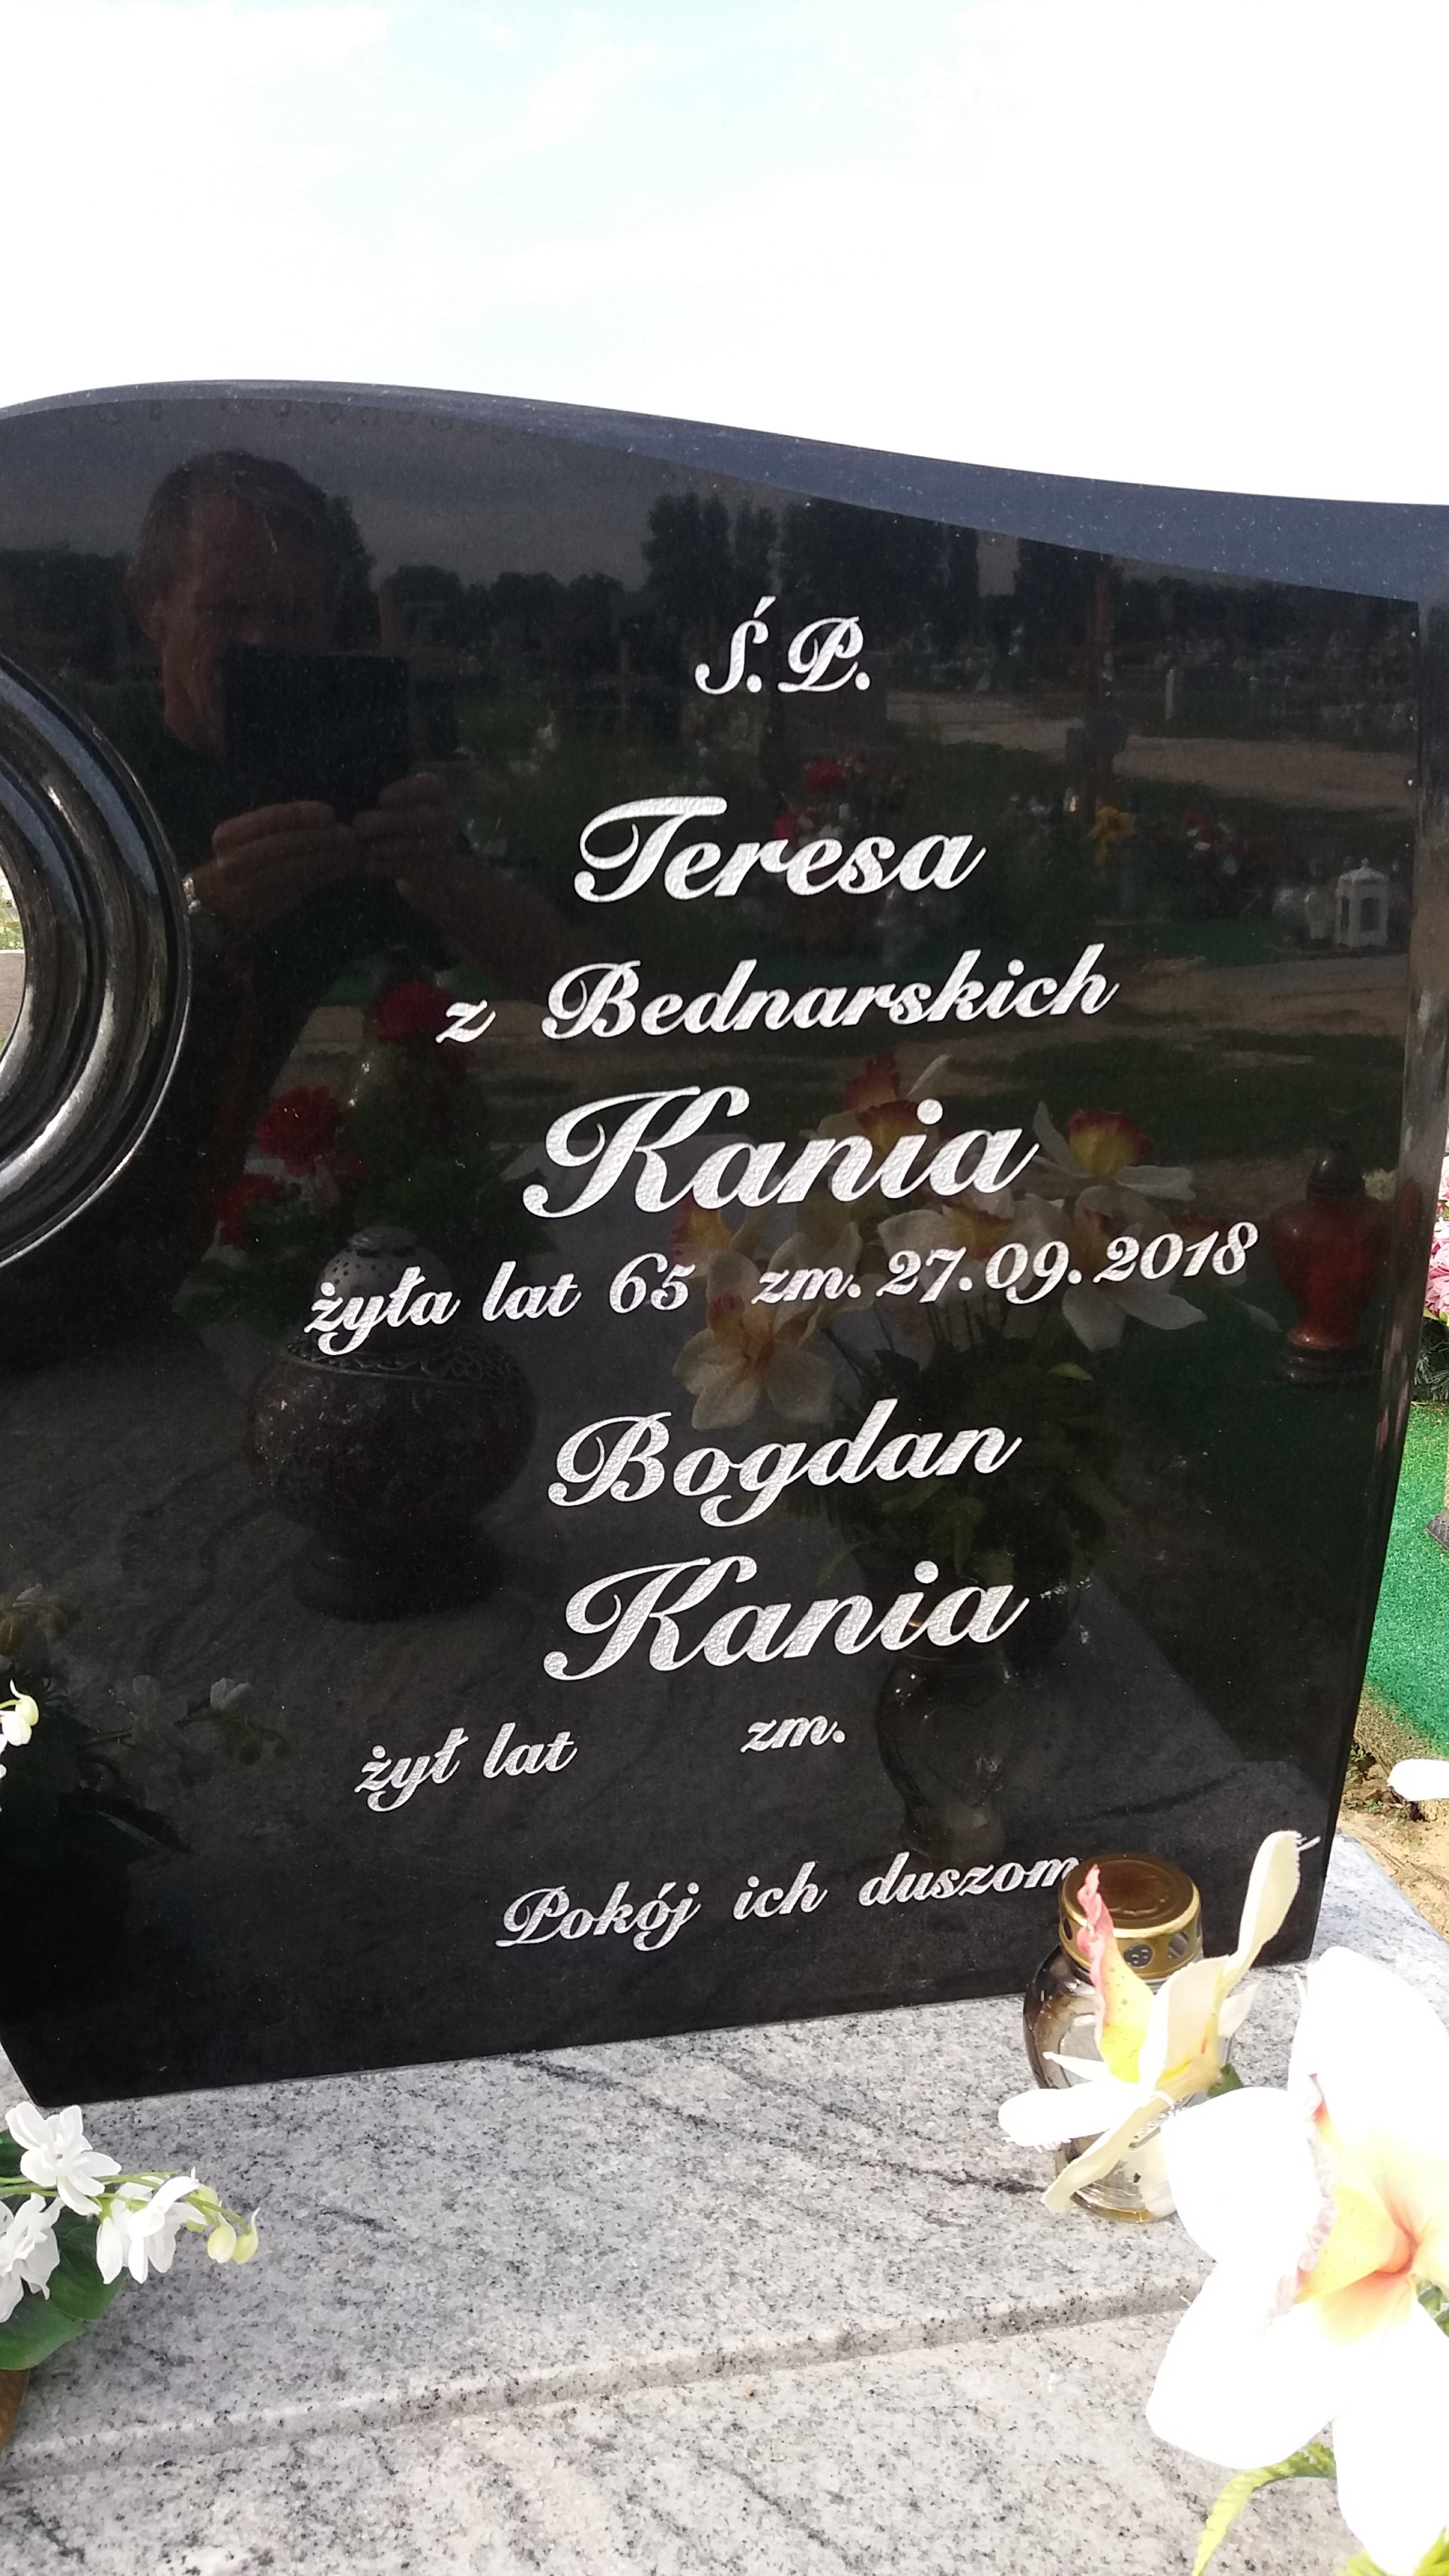 Ś.P.
Teresa
z Bednarskich
Kania
żyła lat 65 zm. 27.09.2018
Bogdan
Kania
żył lat zm.
Pokój ich duszom